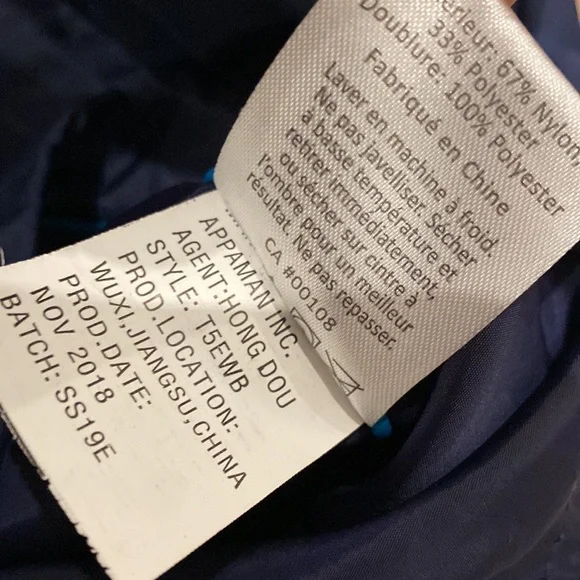 érieur: 67% Nylon,
33% Polyester
Doublure: 100% Polyester
Fabriqué en Chine
Laver en machine à froid.
Ne pas javelliser. Sécher
à basse température et
retirer immédiatement,
ou sécher sur cintre à
l'ombre pour un meilleur
résultat. Ne pas repasser.
CA #00108
APPAMAN INC.
AGENT:HONG DOU
STYLE: T5EWB
PROD.LOCATION:
WUXI,JIANGSU,CHINA
PROD.DATE:
NOV 2018
BATCH: SS19E